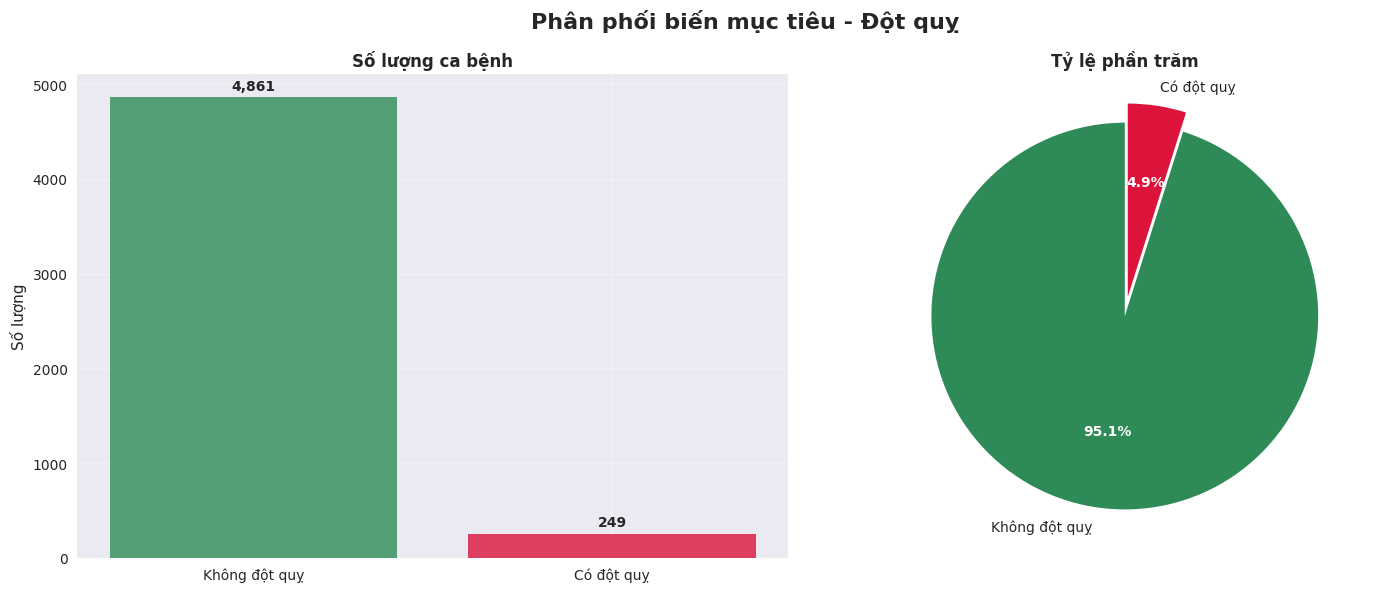 Phân phối biến mục tiêu - Đột quỵ
Số lượng ca bệnh
Số lượng
5000
4000
3000
2000
1000
0
4,861
249
Không đột quỵ
Có đột quỵ
Tỷ lệ phần trăm
Có đột quỵ
4.9%
95.1%
Không đột quỵ